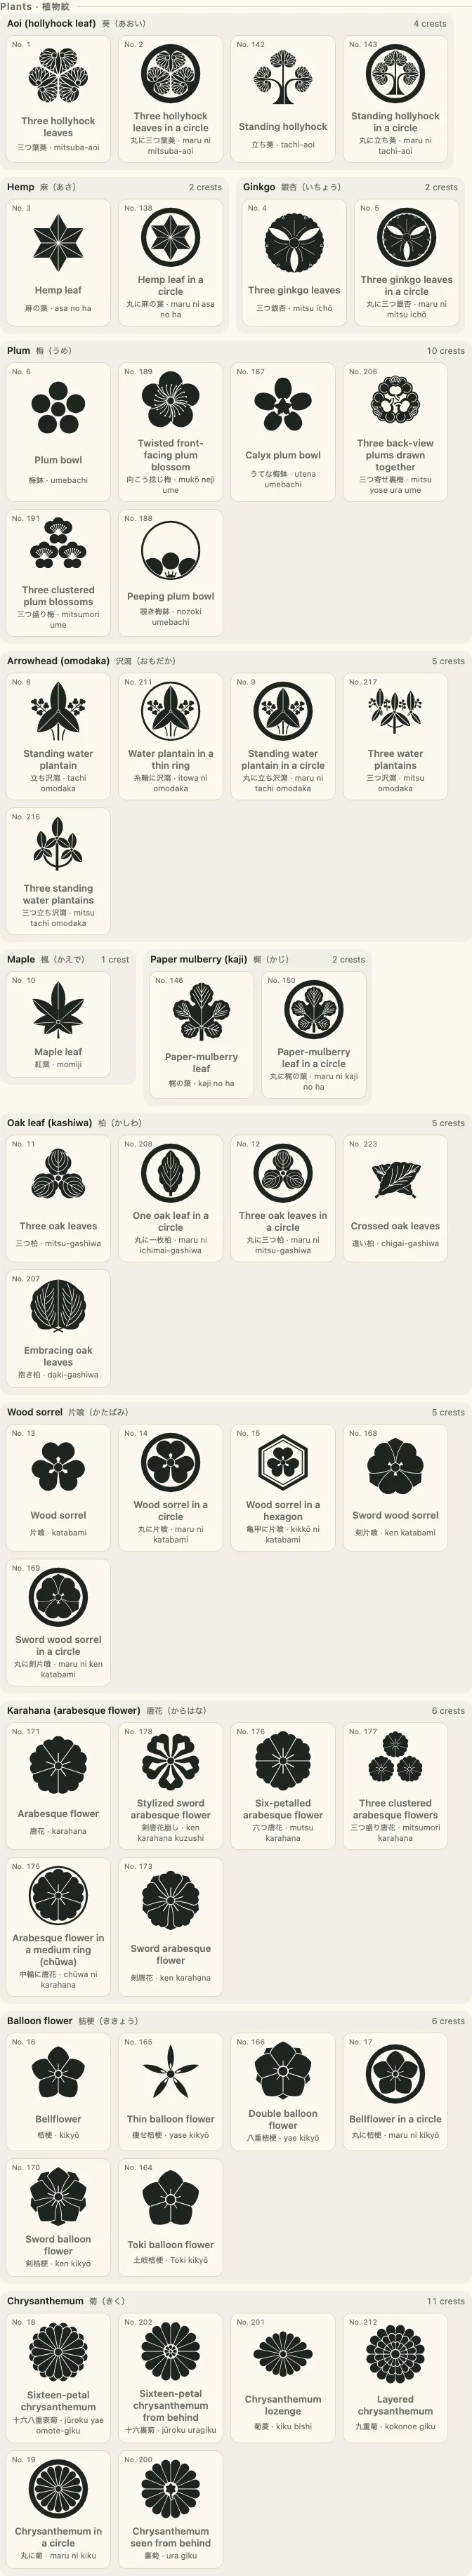 Plants · 植物紋
Aoi (hollyhock leaf) 葵（あおい） 4 crests
No. 1
Three hollyhock
leaves
三つ葉葵 · mitsuba-aoi
No. 2
Three hollyhock
leaves in a circle
丸に三つ葉葵 · maru ni
mitsuba-aoi
No. 142
Standing hollyhock
立ち葵 · tachi-aoi
No. 143
Standing hollyhock
in a circle
丸に立ち葵 · maru ni
tachi-aoi
Hemp 麻（あさ） 2 crests
No. 3
Hemp leaf
麻の葉 · asa no ha
No. 138
Hemp leaf in a
circle
丸に麻の葉 · maru ni asa
no ha
Ginkgo 銀杏（いちょう） 2 crests
No. 4
Three ginkgo leaves
三つ銀杏 · mitsu ichō
No. 5
Three ginkgo leaves
in a circle
丸に三つ銀杏 · maru ni
mitsu ichō
Plum 梅（うめ） 10 crests
No. 6
Plum bowl
梅鉢 · umebachi
No. 189
Twisted front-
facing plum
blossom
向こう捻じ梅 · mukō neji
ume
No. 187
Calyx plum bowl
うてな梅鉢 · utena
umebachi
No. 206
Three back-view
plums drawn
together
三つ寄せ裏梅 · mitsu
yose ura ume
No. 191
Three clustered
plum blossoms
三つ盛り梅 · mitsumori
ume
No. 188
Peeping plum bowl
覗き梅鉢 · nozoki
umebachi
Arrowhead (omodaka) 沢瀉（おもだか） 5 crests
No. 8
Standing water
plantain
立ち沢瀉 · tachi
omodaka
No. 211
Water plantain in a
thin ring
糸輪に沢瀉 · itowa ni
omodaka
No. 9
Standing water
plantain in a circle
丸に立ち沢瀉 · maru ni
tachi omodaka
No. 217
Three water
plantains
三つ沢瀉 · mitsu
omodaka
No. 216
Three standing
water plantains
三つ立ち沢瀉 · mitsu
tachi omodaka
Maple 楓（かえで） 1 crest
No. 10
Maple leaf
紅葉 · momiji
Paper mulberry (kaji) 梶（かじ） 2 crests
No. 146
Paper-mulberry
leaf
梶の葉 · kaji no ha
No. 150
Paper-mulberry
leaf in a circle
丸に梶の葉 · maru ni kaji
no ha
Oak leaf (kashiwa) 柏（かしわ） 5 crests
No. 11
Three oak leaves
三つ柏 · mitsu-gashiwa
No. 208
One oak leaf in a
circle
丸に一枚柏 · maru ni
ichimai-gashiwa
No. 12
Three oak leaves in
a circle
丸に三つ柏 · maru ni
mitsu-gashiwa
No. 223
Crossed oak leaves
違い柏 · chigai-gashiwa
No. 207
Embracing oak
leaves
抱き柏 · daki-gashiwa
Wood sorrel 片喰（かたばみ） 5 crests
No. 13
Wood sorrel
片喰 · katabami
No. 14
Wood sorrel in a
circle
丸に片喰 · maru ni
katabami
No. 15
Wood sorrel in a
hexagon
亀甲に片喰 · kikkō ni
katabami
No. 168
Sword wood sorrel
剣片喰 · ken katabami
No. 169
Sword wood sorrel
in a circle
丸に剣片喰 · maru ni ken
katabami
Karahana (arabesque flower) 唐花（からはな） 6 crests
No. 171
Arabesque flower
唐花 · karahana
No. 178
Stylized sword
arabesque flower
剣唐花崩し · ken
karahana kuzushi
No. 176
Six-petalled
arabesque flower
六つ唐花 · mutsu
karahana
No. 177
Three clustered
arabesque flowers
三つ盛り唐花 · mitsumori
karahana
No. 175
Arabesque flower in
a medium ring
(chūwa)
中輪に唐花 · chūwa ni
karahana
No. 173
Sword arabesque
flower
剣唐花 · ken karahana
Balloon flower 桔梗（ききょう） 6 crests
No. 16
Bellflower
桔梗 · kikyō
No. 165
Thin balloon flower
痩せ桔梗 · yase kikyō
No. 166
Double balloon
flower
八重桔梗 · yae kikyō
No. 17
Bellflower in a circle
丸に桔梗 · maru ni kikyō
No. 170
Sword balloon
flower
剣桔梗 · ken kikyō
No. 164
Toki balloon flower
土岐桔梗 · Toki kikyō
Chrysanthemum 菊（きく） 11 crests
No. 18
Sixteen-petal
chrysanthemum
十六八重表菊 · jūroku yae
omote-giku
No. 202
Sixteen-petal
chrysanthemum
from behind
十六裏菊 · jūroku uragiku
No. 201
Chrysanthemum
lozenge
菊菱 · kiku bishi
No. 212
Layered
chrysanthemum
九重菊 · kokonoe giku
No. 19
Chrysanthemum in
a circle
丸に菊 · maru ni kiku
No. 200
Chrysanthemum
seen from behind
裏菊 · ura giku